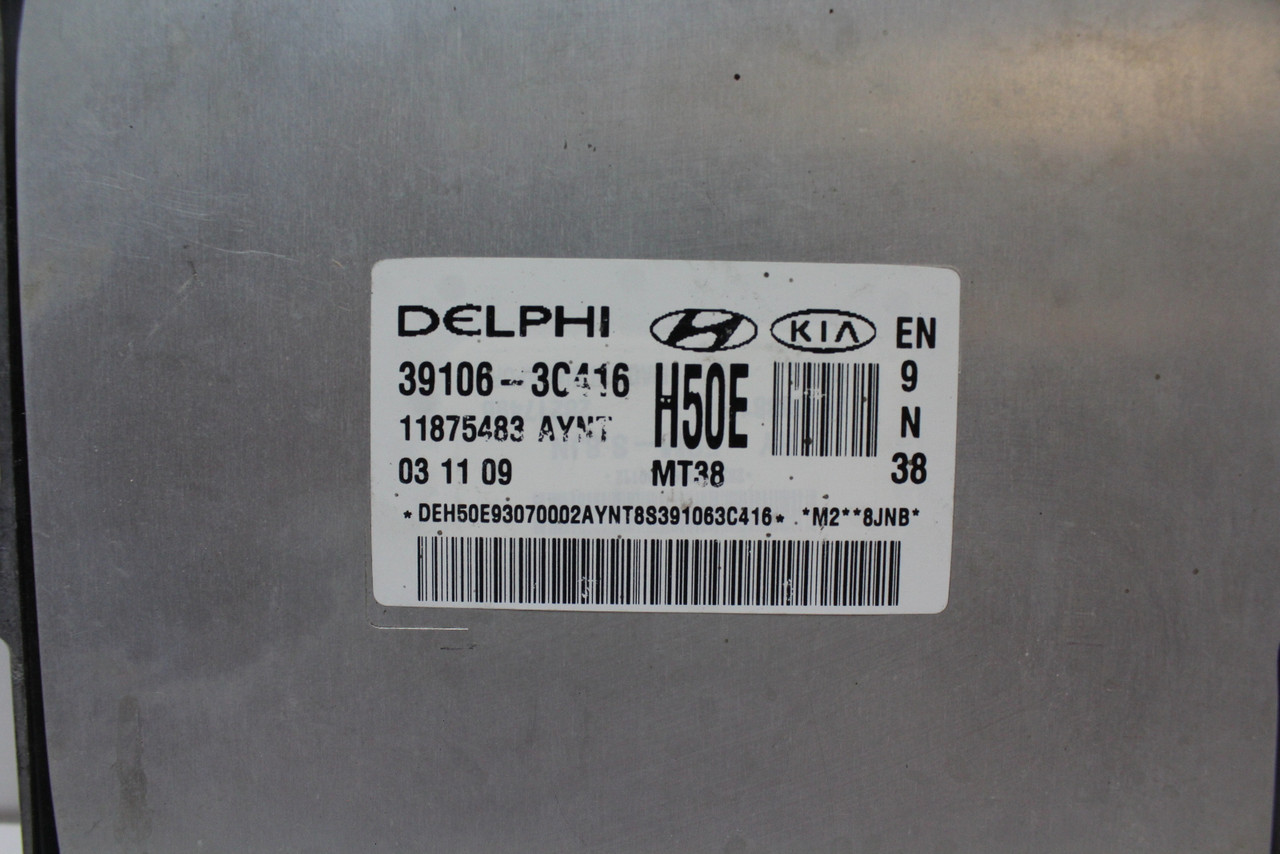 DELPHI KIA EN
39106-3C416 H50E 9
11875483 AYNT N
03 11 09 MT38 38
*DEH50E93070002AYNT8S391063C416* .*M2**8JNB*